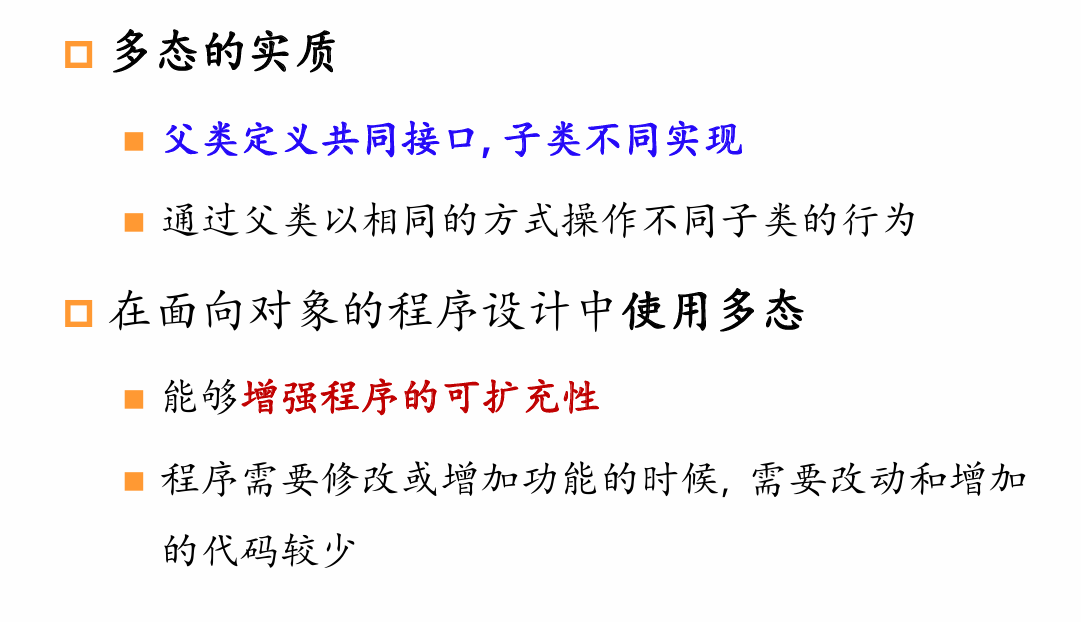 多态的实质
父类定义共同接口, 子类不同实现
通过父类以相同的方式操作不同子类的行为
在面向对象的程序设计中使用多态
能够增强程序的可扩充性
程序需要修改或增加功能的时候, 需要改动和增加
的代码较少